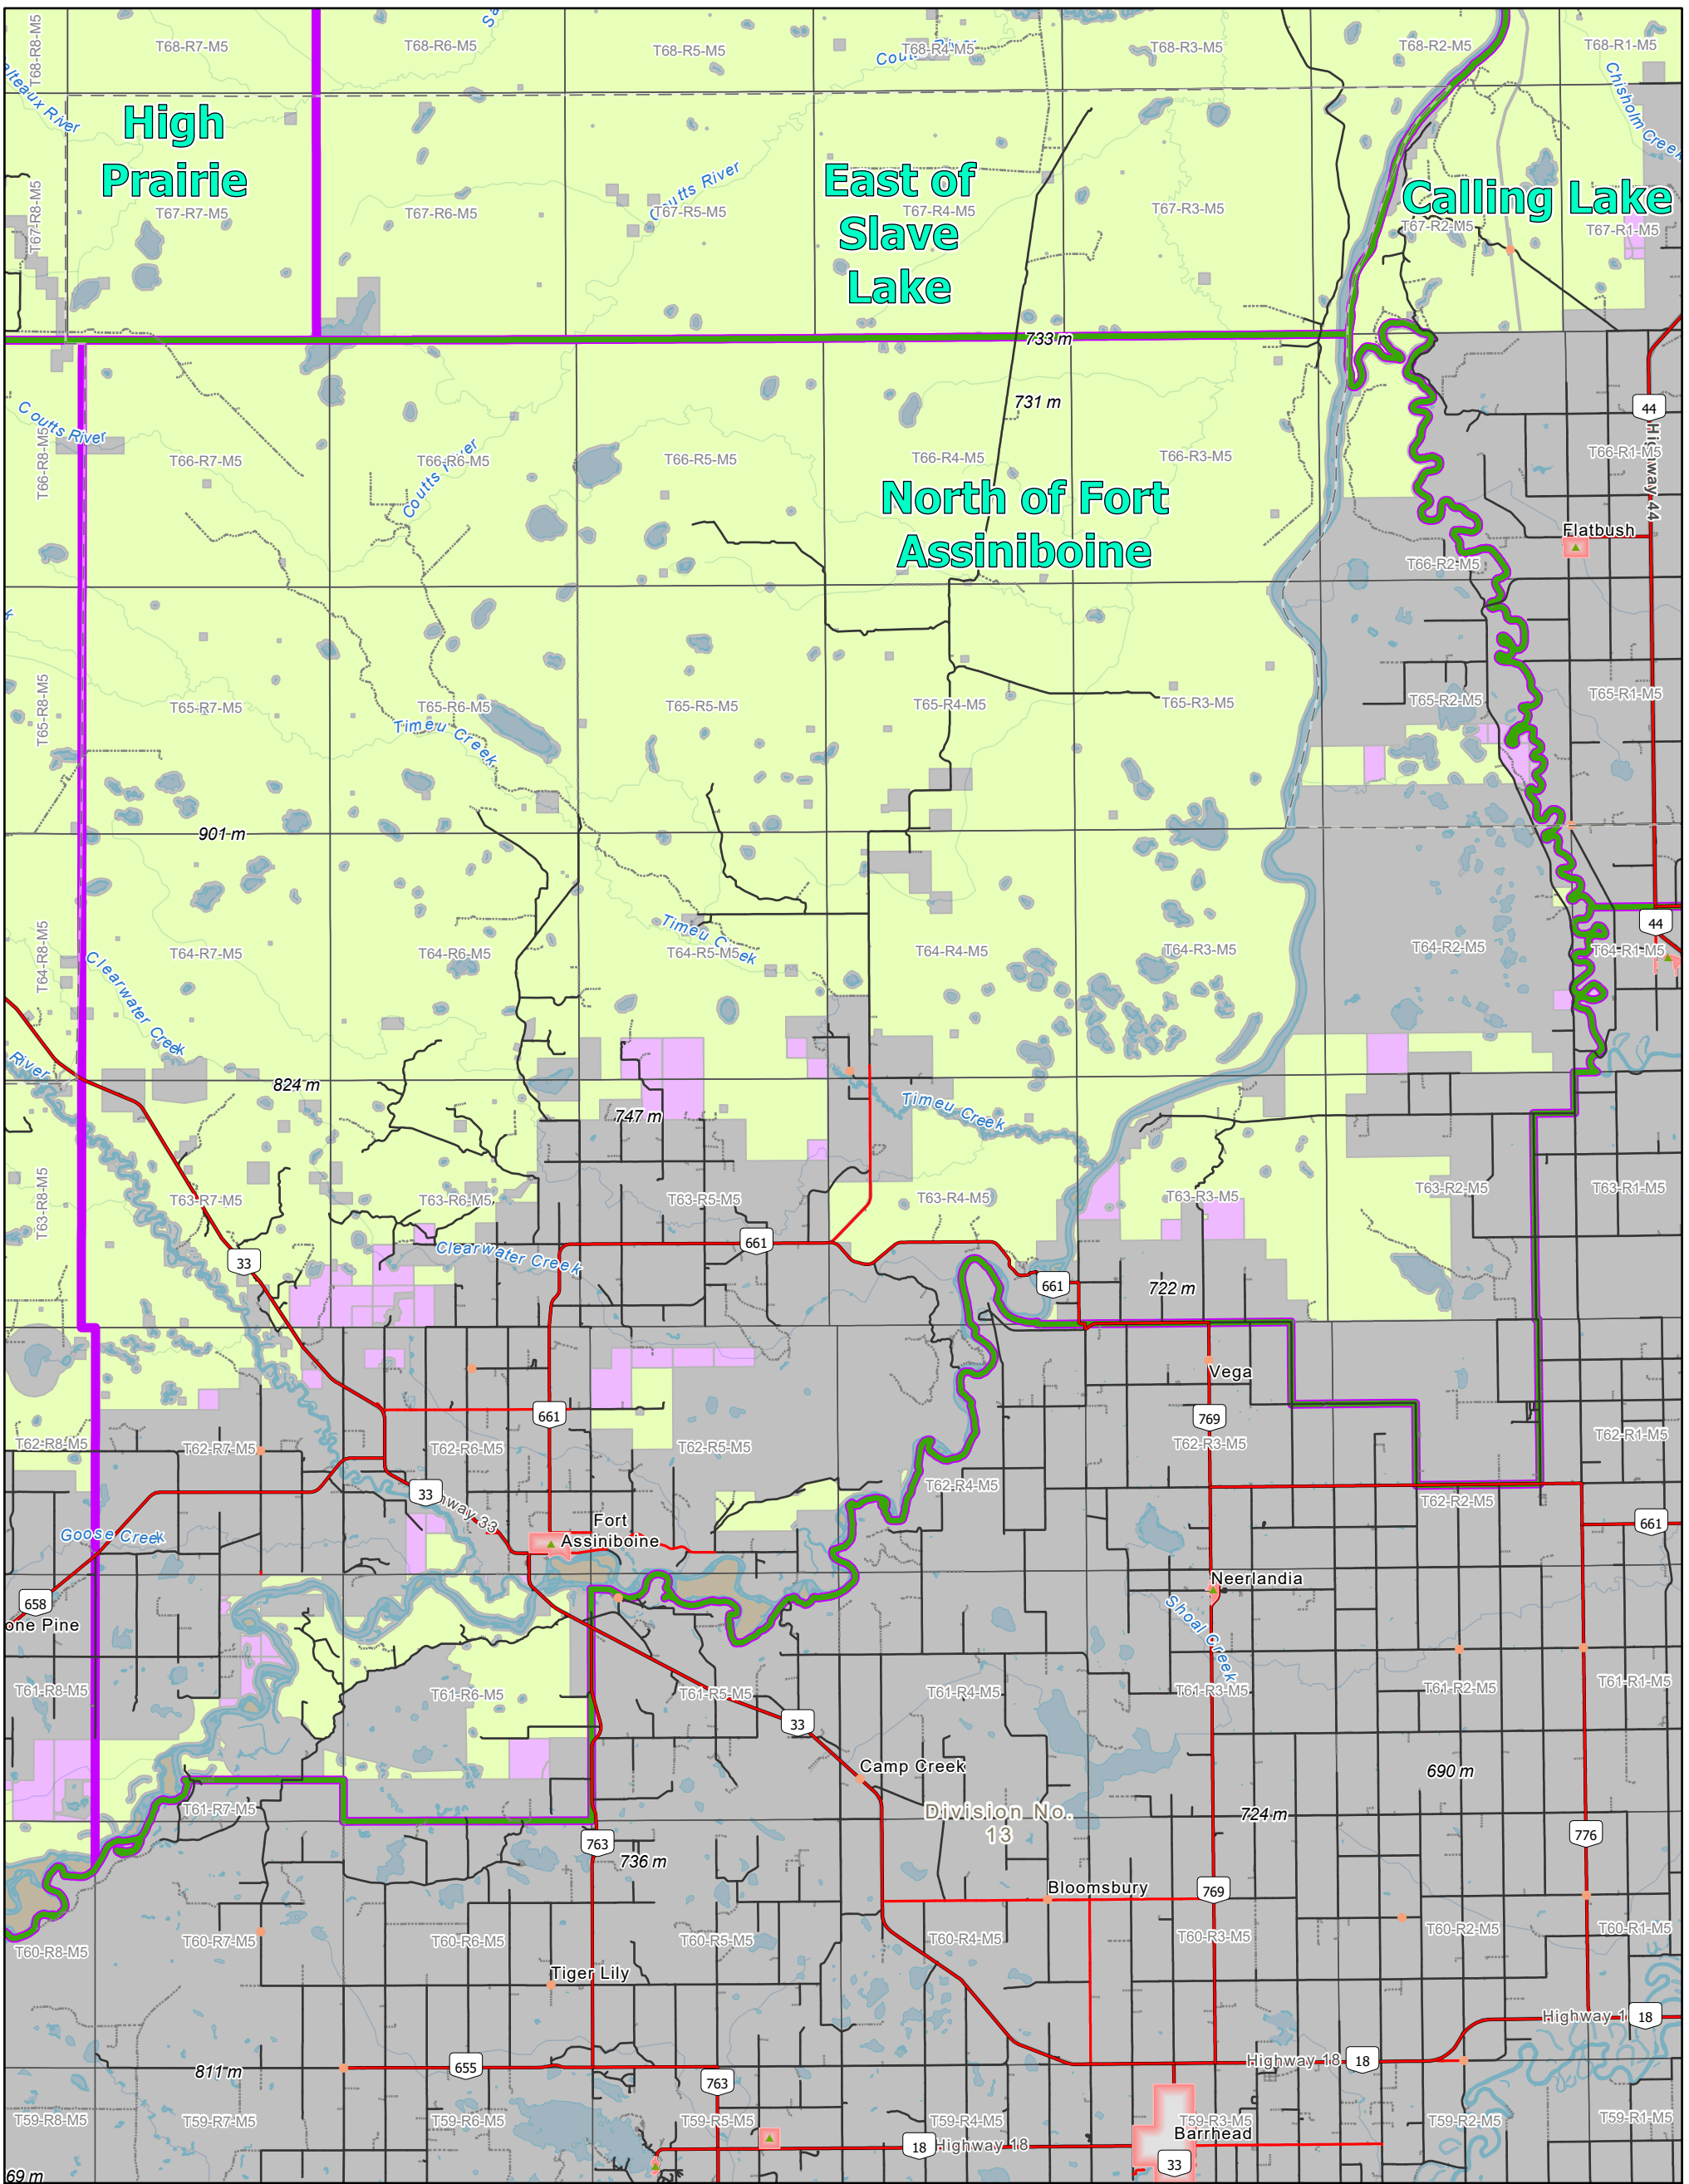 T68-R8-M5
T68-R7-M5
T68-R6-M5
Sa
T68-R5-M5
T68-R4-M5
T68-R3-M5
T68-R2-M5
T68-R1-M5
Chisholm Creek
alteaux River
High
Prairie
T67-R8-M5
T67-R7-M5
T67-R6-M5
Coutts River
T67-R5-M5
East of
Slave
Lake
T67-R4-M5
T67-R3-M5
Calling Lake
T67-R2-M5
T67-R1-M5
733 m
731 m
Coutts River
T66-R8-M5
T66-R7-M5
T66-R6-M5
Coutts River
T66-R5-M5
T66-R4-M5
T66-R3-M5
44
Highway 44
T66-R1-M5
North of Fort
Assiniboine
Flatbush
T66-R2-M5
k
T65-R8-M5
T65-R7-M5
T65-R6-M5
Timeu Creek
T65-R5-M5
T65-R4-M5
T65-R3-M5
T65-R2-M5
T65-R1-M5
901 m
T64-R8-M5
Clearwater Creek
T64-R7-M5
T64-R6-M5
Timeu Creek
T64-R5-M5
T64-R4-M5
T64-R3-M5
T64-R2-M5
44
T64-R1-M5
River
824 m
747 m
Timeu Creek
T63-R8-M5
T63-R7-M5
T63-R6-M5
T63-R5-M5
T63-R4-M5
T63-R3-M5
T63-R2-M5
T63-R1-M5
33
Clearwater Creek
661
661
722 m
Vega
661
769
T62-R8-M5
T62-R7-M5
T62-R6-M5
T62-R5-M5
T62-R4-M5
T62-R3-M5
T62-R2-M5
T62-R1-M5
33
hway 33
Goose Creek
Fort
Assiniboine
661
658
one Pine
Neerlandia
Shoal Creek
T61-R8-M5
T61-R6-M5
T61-R5-M5
T61-R4-M5
T61-R3-M5
T61-R2-M5
T61-R1-M5
33
Camp Creek
690 m
T61-R7-M5
Division No.
13
724 m
763
736 m
776
Bloomsbury
769
T60-R8-M5
T60-R7-M5
T60-R6-M5
T60-R5-M5
T60-R4-M5
T60-R3-M5
T60-R2-M5
T60-R1-M5
Tiger Lily
Highway 1
18
811 m
655
763
Highway 18
18
T59-R8-M5
T59-R7-M5
T59-R6-M5
T59-R5-M5
T59-R4-M5
T59-R3-M5
T59-R2-M5
T59-R1-M5
Barrhead
18
Highway 18
33
69 m